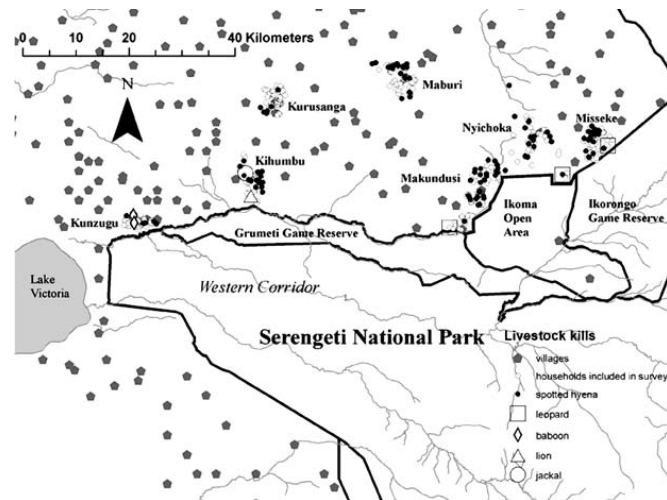 0 20 40 Kilometers
N
Maburi
Kurusanga
Nyichoka
Misseke
Kihumbu
Makundusi
Kunzugu
Ikoma
Open
Area
Ikorongo
Game Reserve
Grumeti Game Reserve
Lake
Victoria
Western Corridor
Serengeti National Park
Livestock kills
villages
households included in survey
spotted hyena
leopard
baboon
lion
jackal